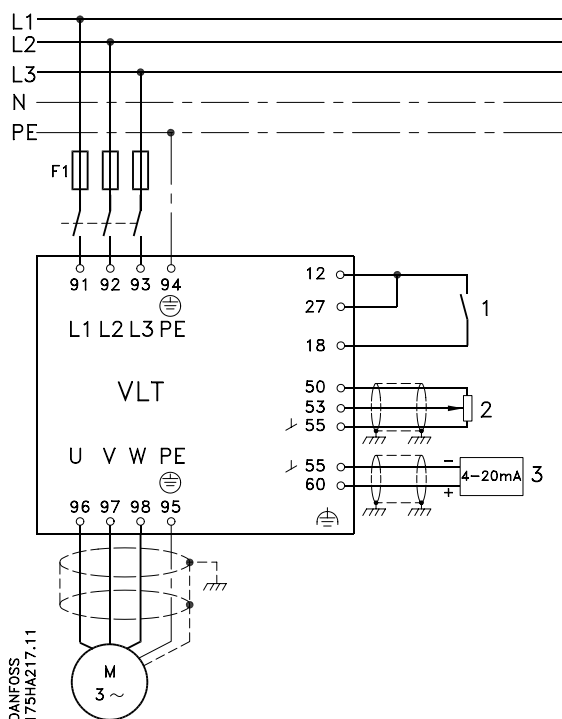 L1
L2
L3
N
PE
F1
91 92 93 94
L1 L2 L3 PE
12
27
18
1
VLT
50
53
55
2
U V W PE
55
60
- 
+
4-20mA
3
96 97 98 95
M
3~
DANFOSS
175HA217.11